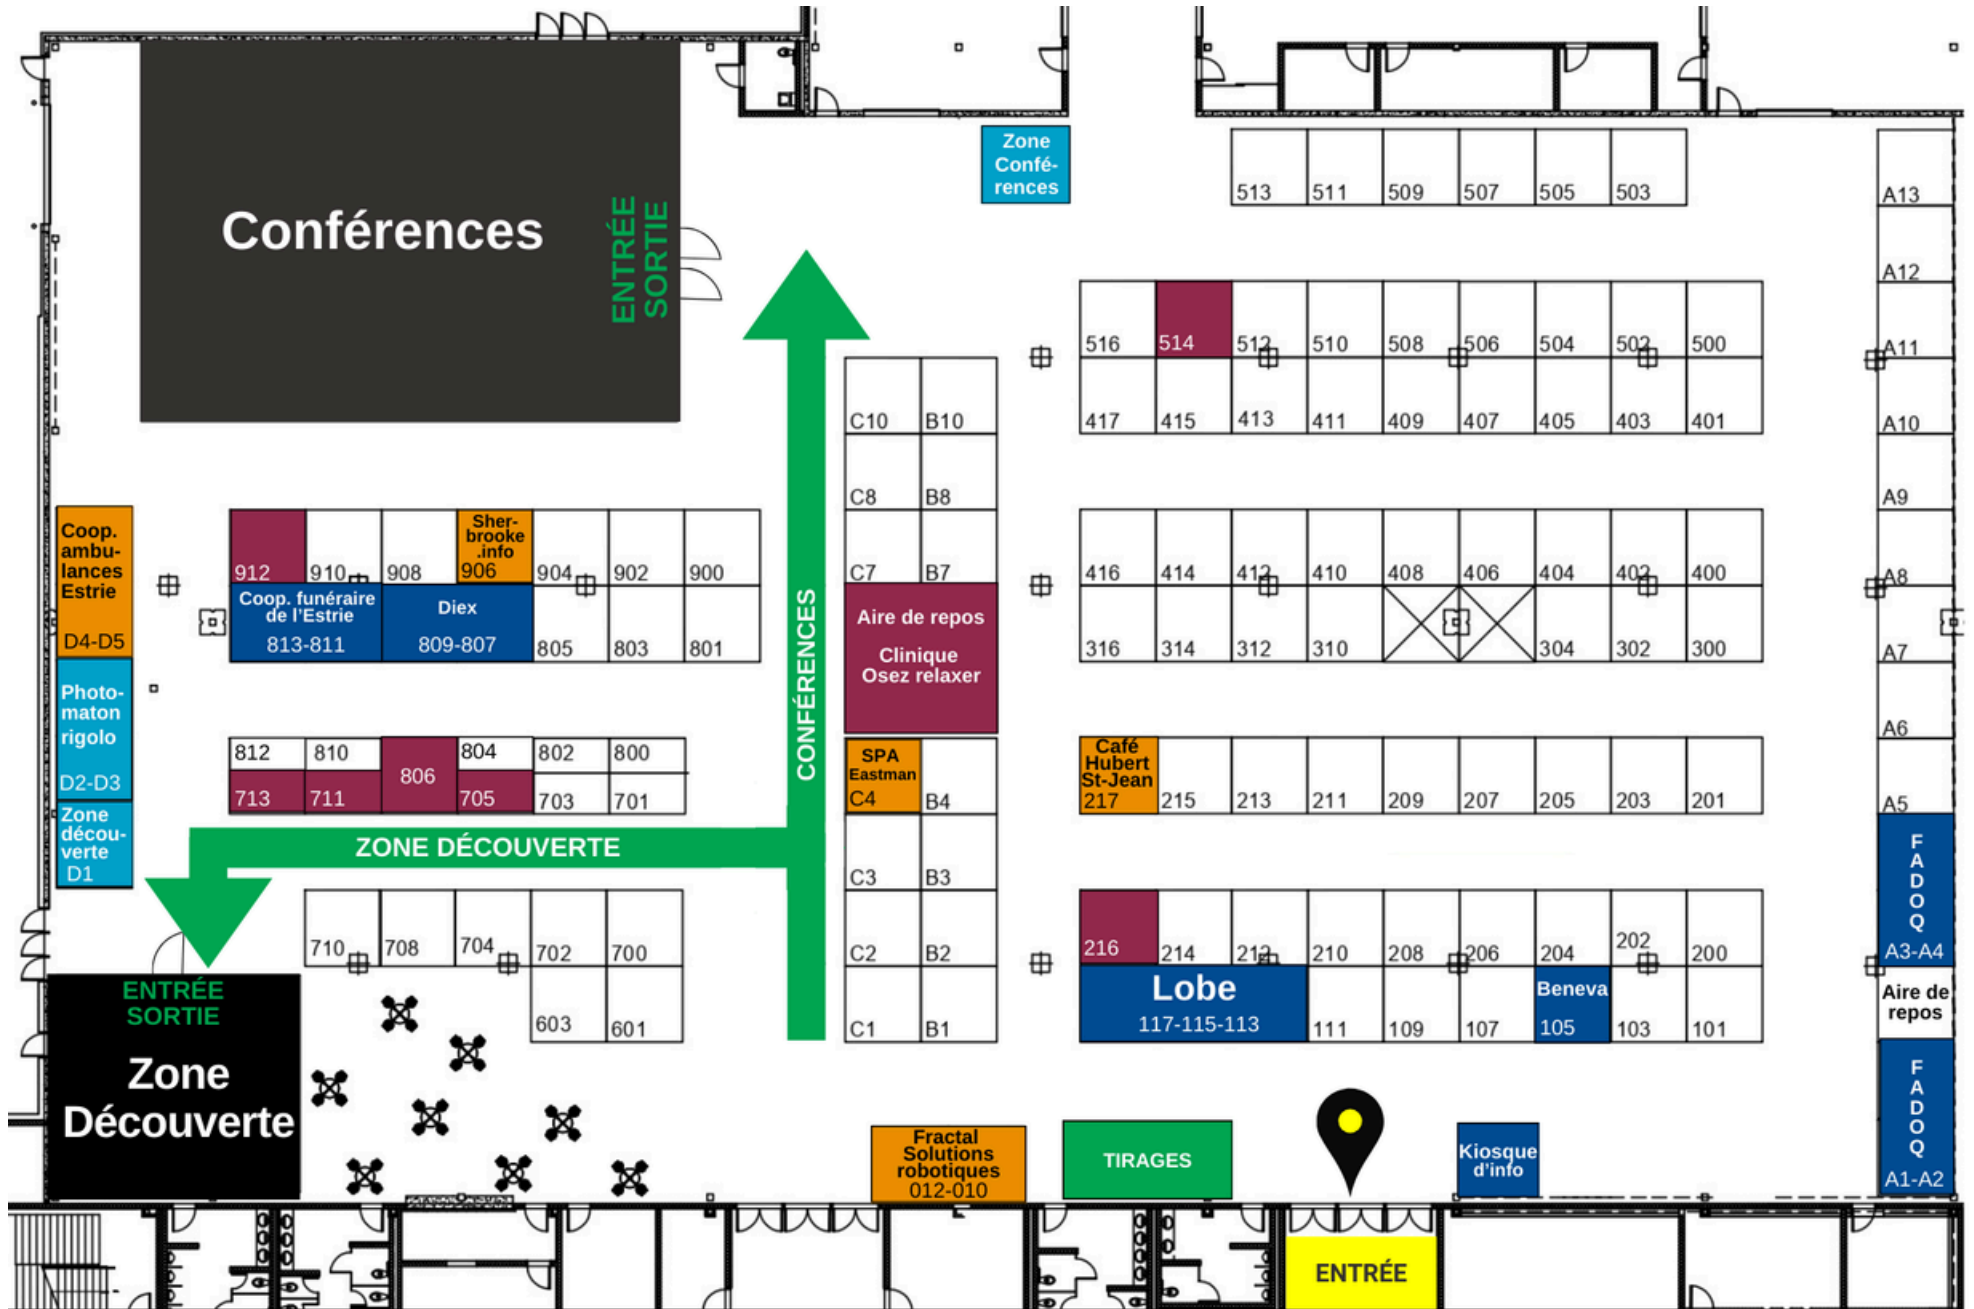 Zone
Confé-
rences
Conférences
ENTRÉE
SORTIE
513 511 509 507 505 503
A13
A12
516 514 512 510 508 506 504 502 500
A11
417 415 413 411 409 407 405 403 401
A10
C10 B10
C8 B8
A9
C7 B7
Coop.
ambu-
lances
Estrie
D4-D5
912 910 908
Sher-
brooke
.info
906
904 902 900
Coop. funéraire
de l'Estrie
813-811
Diex
809-807
805 803 801
CONFÉRENCES
Aire de repos
Clinique
Osez relaxer
416 414 412 410 408 406 404 402 400
A8
316 314 312 310 304 302 300
A7
Photo-
maton
rigolo
D2-D3
812 810 806 804 802 800
713 711 705 703 701
SPA
Eastman
C4
B4
Café
Hubert
St-Jean
217
215 213 211 209 207 205 203 201
A6
A5
Zone
décou-
verte
D1
ZONE DÉCOUVERTE
C3 B3
F
A
D
O
Q
A3-A4
710 708 704 702 700
C2 B2
216 214 212 210 208 206 204 202 200
603 601
C1 B1
Lobe
117-115-113
111 109 107
Beneva
105
103 101
Aire de
repos
ENTRÉE
SORTIE
Zone
Découverte
Fractal
Solutions
robotiques
012-010
TIRAGES
Kiosque
d'info
F
A
D
O
Q
A1-A2
ENTRÉE